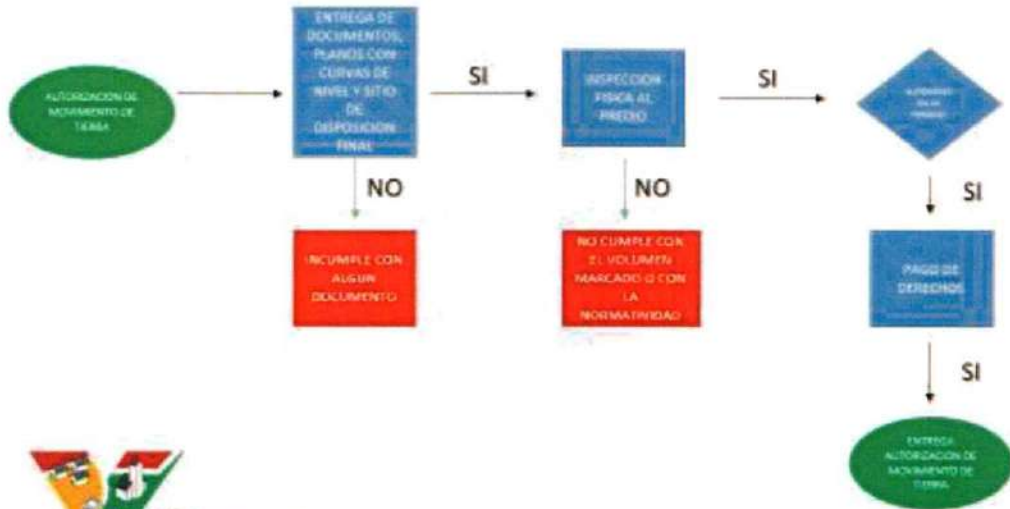 AUTORIZACION DE
MOVIMIENTO DE
TIERRA
ENTREGA DE
DOCUMENTOS,
PLANOS CON
CURVAS DE
NIVEL Y SITIO
DE
DISPOSICION
FINAL
SI
INSPECCION
FISICA AL
PREDIO
SI
NO
INCUMPLE CON
ALGUN
DOCUMENTO
NO
NO CUMPLE CON
EL VOLUMEN
MARCADO O CON
LA
NORMATIVIDAD
SI
PAGO DE
DERECHOS
SI
ENTREGA
AUTORIZACION DE
MOVIMIENTO DE
TIERRA